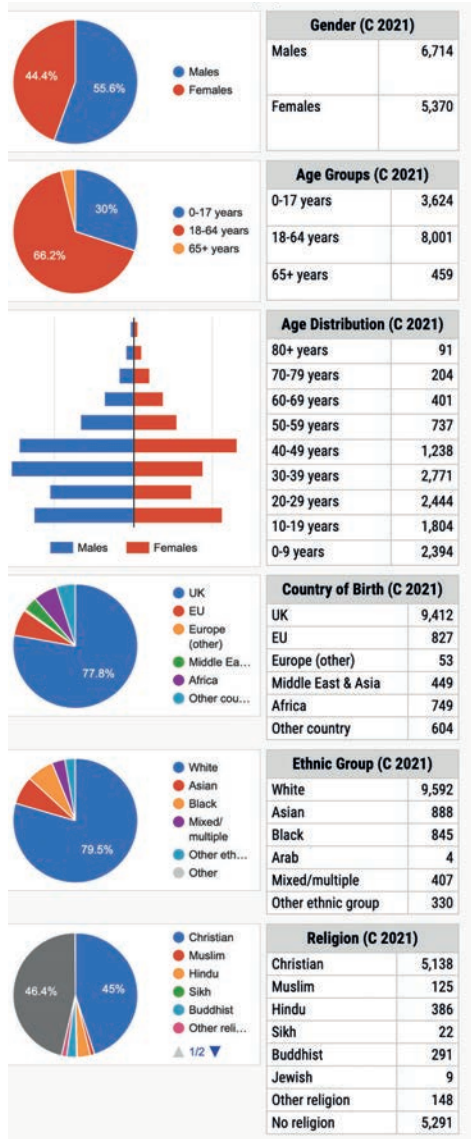 44.4%
55.6%
Males
Females
Gender (C 2021)
Males 6,714
Females 5,370
30%
66.2%
0-17 years
18-64 years
65+ years
Age Groups (C 2021)
0-17 years 3,624
18-64 years 8,001
65+ years 459
Males Females
Age Distribution (C 2021)
80+ years 91
70-79 years 204
60-69 years 401
50-59 years 737
40-49 years 1,238
30-39 years 2,771
20-29 years 2,444
10-19 years 1,804
0-9 years 2,394
77.8%
UK
EU
Europe
(other)
Middle Ea...
Africa
Other cou...
Country of Birth (C 2021)
UK 9,412
EU 827
Europe (other) 53
Middle East & Asia 449
Africa 749
Other country 604
79.5%
White
Asian
Black
Mixed/
multiple
Other eth...
Other
Ethnic Group (C 2021)
White 9,592
Asian 888
Black 845
Arab 4
Mixed/multiple 407
Other ethnic group 330
46.4%
45%
Christian
Muslim
Hindu
Sikh
Buddhist
Other reli...
1/2
Religion (C 2021)
Christian 5,138
Muslim 125
Hindu 386
Sikh 22
Buddhist 291
Jewish 9
Other religion 148
No religion 5,291